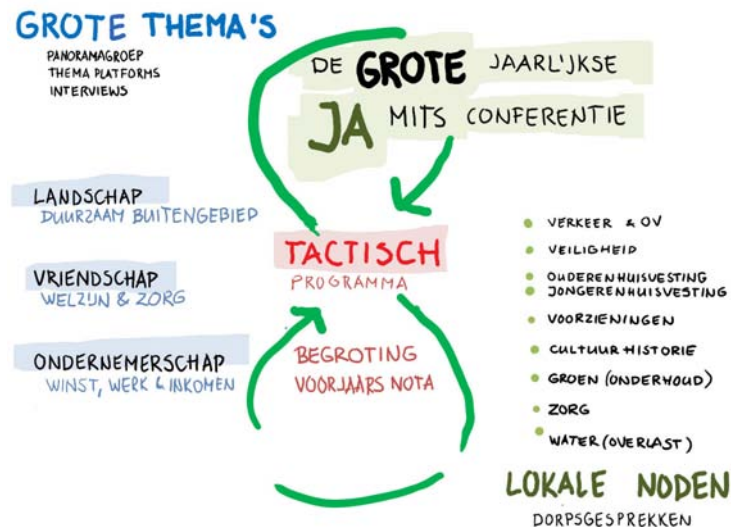 GROTE THEMA'S
PANORAMAGROEP
THEMA PLATFORMS
INTERVIEWS
DE GROTE JAARLIJKSE
JA MITS CONFERENTIE
LANDSCHAP
DUURZAAM BUITENGEBIED
VRIENDSCHAP
WELZIJN & ZORG
ONDERNEMERSCHAP
WINST, WERK & INKOMEN
TACTISCH
PROGRAMMA
BEGROTING
VOORJAARS NOTA
VERKEER & OV
VEILIGHEID
OUDERENHUISVESTING
JONGERENHUISVESTING
VOORZIENINGEN
CULTUUR HISTORIE
GROEN (ONDERHOUD)
ZORG
WATER (OVERLAST)
LOKALE NODEN
DORPSGESPREKKEN